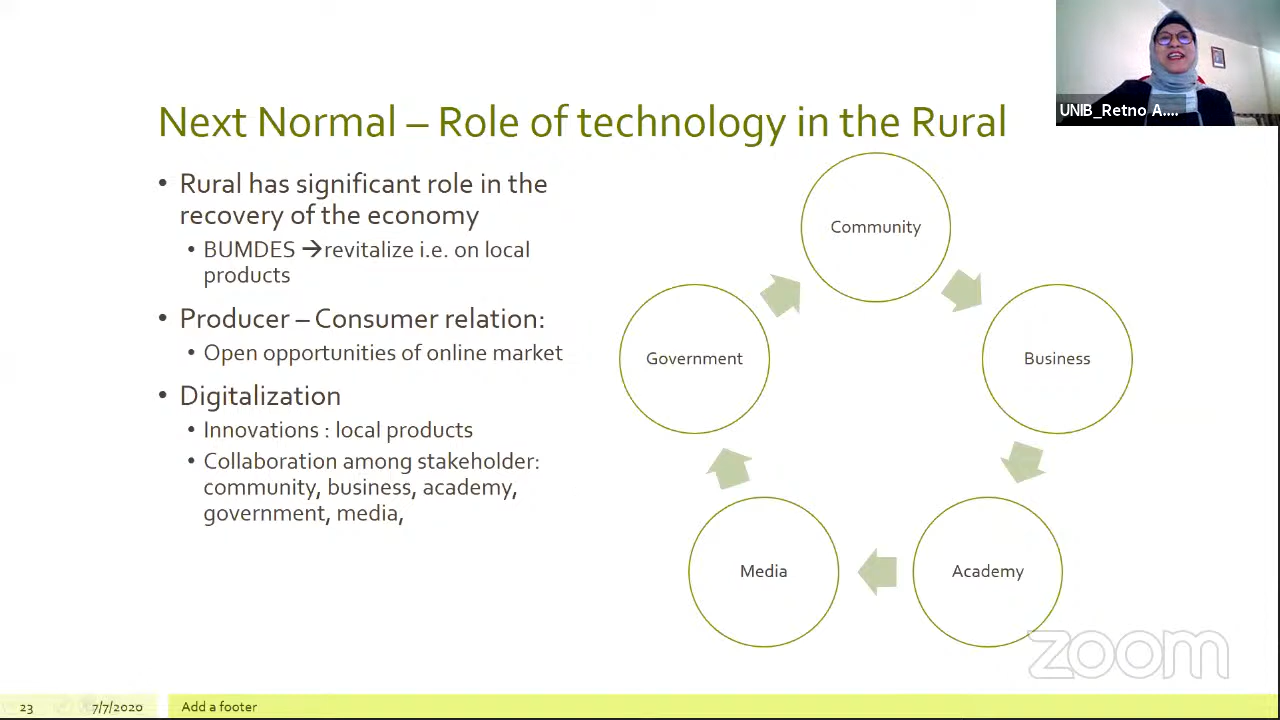 UNIB_Retno A....
Next Normal – Role of technology in the Rural
• Rural has significant role in the
recovery of the economy
• BUMDES →revitalize i.e. on local
products
• Producer – Consumer relation:
• Open opportunities of online market
• Digitalization
• Innovations : local products
• Collaboration among stakeholder:
community, business, academy,
government, media,
Community
Business
Academy
Media
Government
zoom
23
7/7/2020
Add a footer